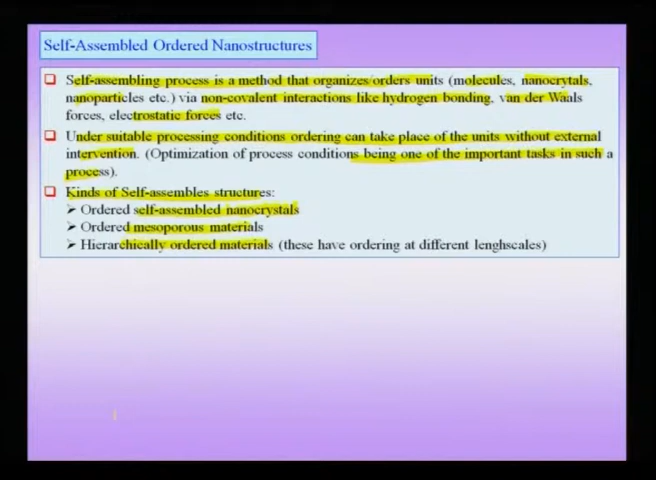 Self-Assembled Ordered Nanostructures
Self-assembling process is a method that organizes/orders units (molecules, nanocrytals,
nanoparticles etc.) via non-covalent interactions like hydrogen bonding, van der Waals
forces, electrostatic forces etc.
Under suitable processing conditions ordering can take place of the units without external
intervention. (Optimization of process conditions being one of the important tasks in such a
process).
Kinds of Self-assembles structures:
➢ Ordered self-assembled nanocrystals
➢ Ordered mesoporous materials
➢ Hierarchically ordered materials (these have ordering at different lenghscales)